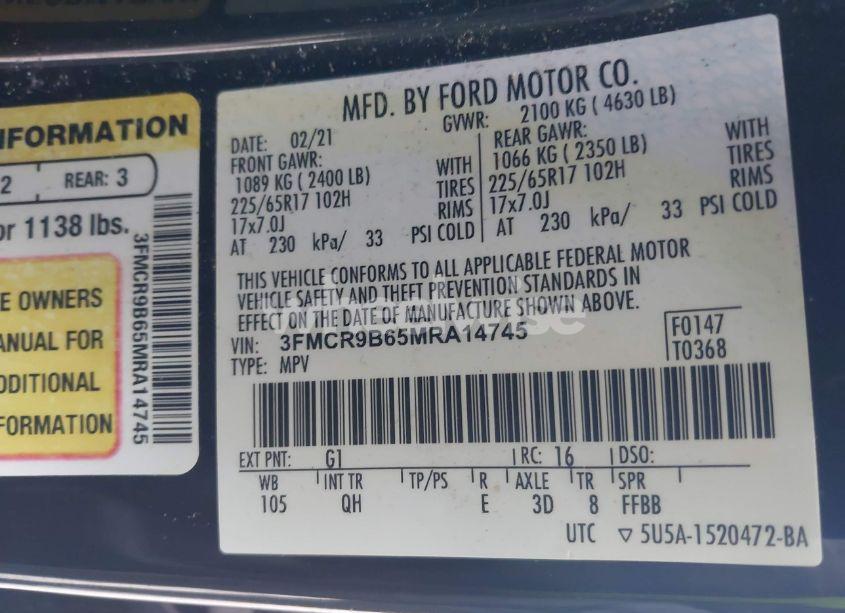 NFORMATION
2 REAR: 3
or 1138 lbs.
3FMCR9B65MRA14745
E OWNERS
ANUAL FOR
DDITIONAL
FORMATION
MFD. BY FORD MOTOR CO.
DATE: 02/21 GVWR: 2100 KG ( 4630 LB)
FRONT GAWR: REAR GAWR:
1089 KG ( 2400 LB) WITH 1066 KG ( 2350 LB) WITH
225/65R17 102H TIRES 225/65R17 102H TIRES
17x7.0J RIMS 17x7.0J RIMS
AT 230 kPa/ 33 PSI COLD AT 230 kPa/ 33 PSI COLD
THIS VEHICLE CONFORMS TO ALL APPLICABLE FEDERAL MOTOR
VEHICLE SAFETY AND THEFT PREVENTION STANDARDS IN
EFFECT ON THE DATE OF MANUFACTURE SHOWN ABOVE.
VIN: 3FMCR9B65MRA14745
TYPE: MPV
F0147
T0368
EXT PNT: G1 RC: 16 DSO:
WB INT TR TP/PS R AXLE TR SPR
105 QH E 3D 8 FFBB
UTC ▽ 5U5A-1520472-BA